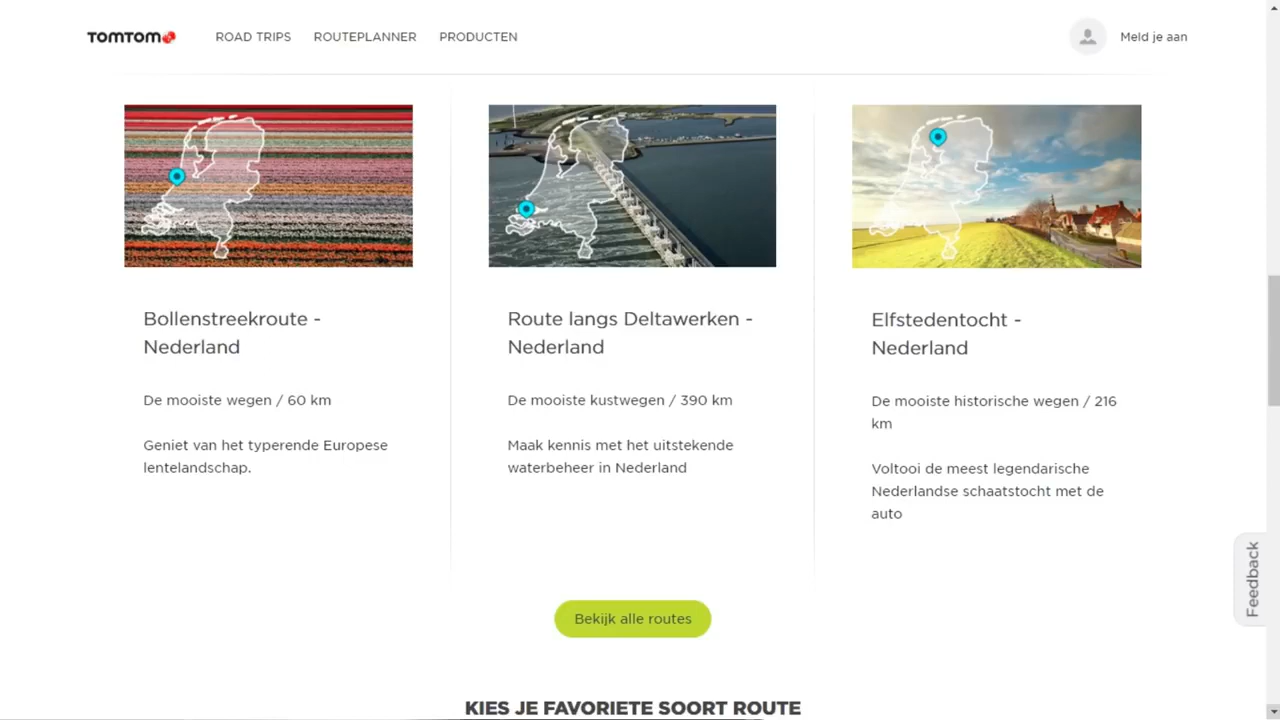 TOMTOM
ROAD TRIPS
ROUTEPLANNER
PRODUCTEN
Meld je aan
Bollenstreekroute -
Nederland
De mooiste wegen / 60 km
Geniet van het typerende Europese
lentelandschap.
Route langs Deltawerken -
Nederland
De mooiste kustwegen / 390 km
Maak kennis met het uitstekende
waterbeheer in Nederland
Elfstedentocht -
Nederland
De mooiste historische wegen / 216
km
Voltooi de meest legendarische
Nederlandse schaatstocht met de
auto
Feedback
Bekijk alle routes
KIES JE FAVORIETE SOORT ROUTE